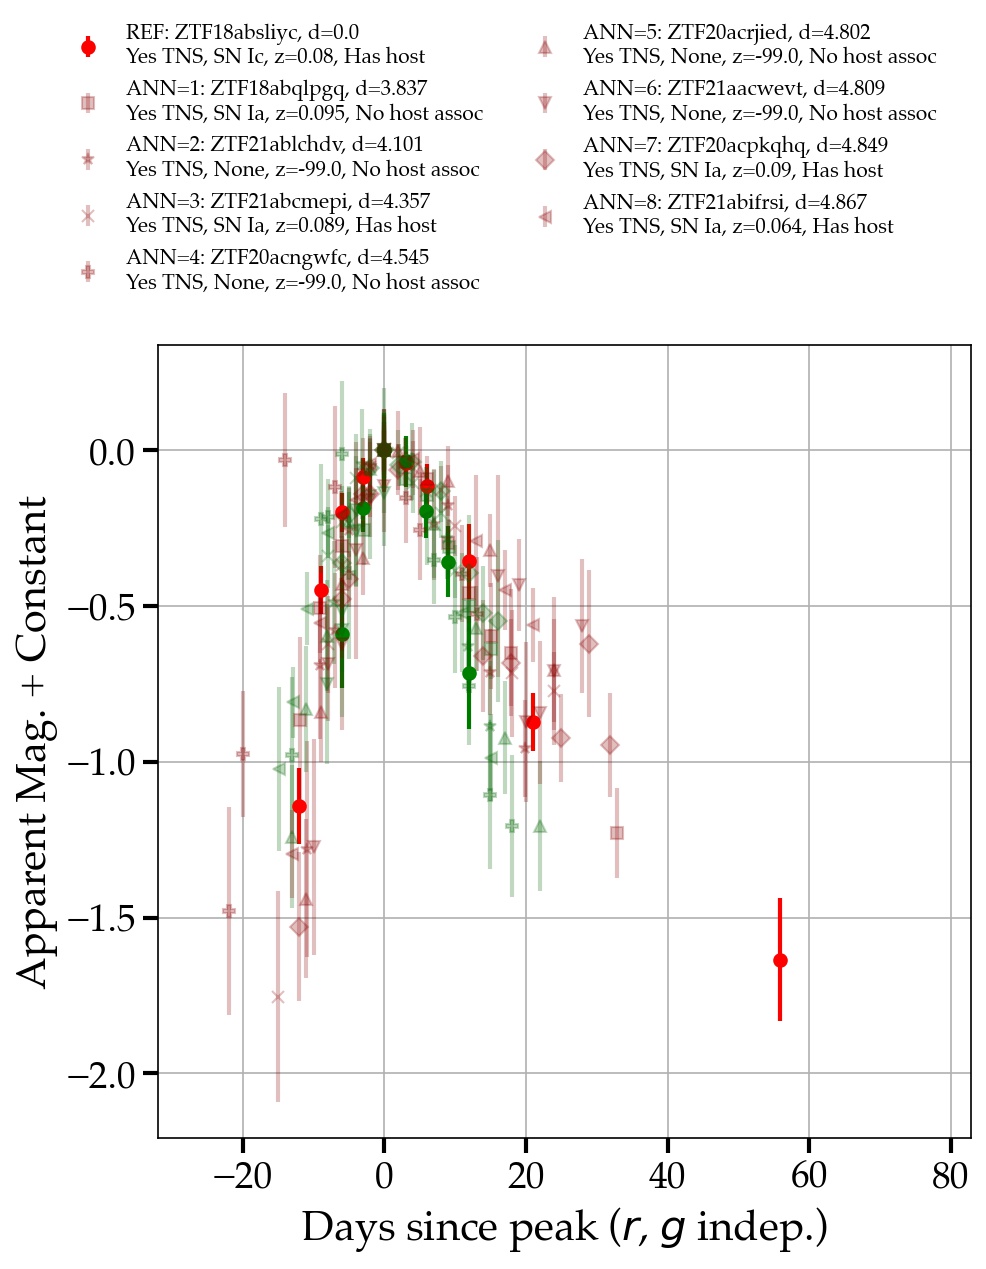 REF: ZTF18absliyc, d=0.0
Yes TNS, SN Ic, z=0.08, Has host
ANN=1: ZTF18abqlpgq, d=3.837
Yes TNS, SN Ia, z=0.095, No host assoc
ANN=2: ZTF21ablchdv, d=4.101
Yes TNS, None, z=-99.0, No host assoc
ANN=3: ZTF21abcmepi, d=4.357
Yes TNS, SN Ia, z=0.089, Has host
ANN=4: ZTF20acngwfc, d=4.545
Yes TNS, None, z=-99.0, No host assoc
ANN=5: ZTF20acrjied, d=4.802
Yes TNS, None, z=-99.0, No host assoc
ANN=6: ZTF21aacwevt, d=4.809
Yes TNS, None, z=-99.0, No host assoc
ANN=7: ZTF20acpkqhq, d=4.849
Yes TNS, SN Ia, z=0.09, Has host
ANN=8: ZTF21abifrsi, d=4.867
Yes TNS, SN Ia, z=0.064, Has host
Apparent Mag. + Constant
0.0
−0.5
−1.0
−1.5
−2.0
−20 0 20 40 60 80
Days since peak (r, g indep.)